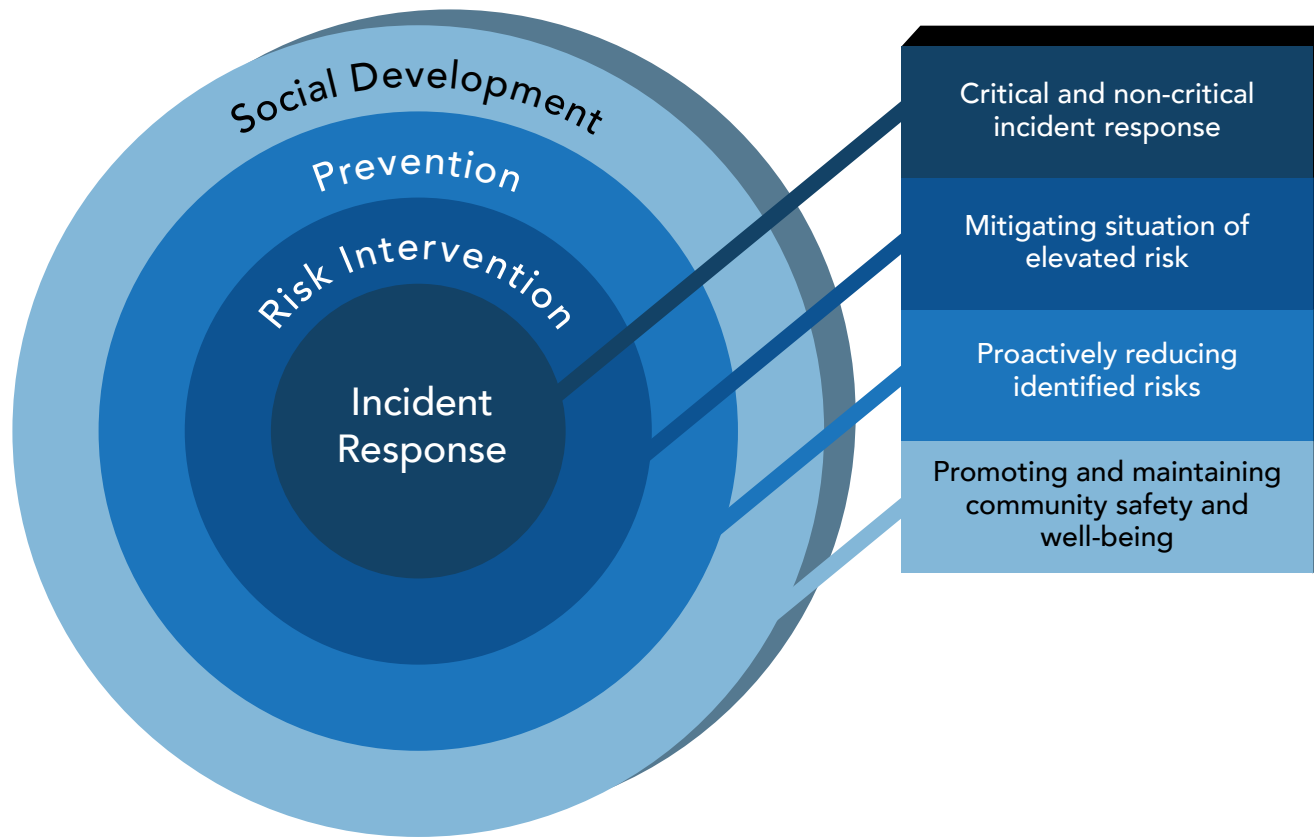 Social Development
Prevention
Risk Intervention
Incident
Response
Critical and non-critical
incident response
Mitigating situation of
elevated risk
Proactively reducing
identified risks
Promoting and maintaining
community safety and
well-being